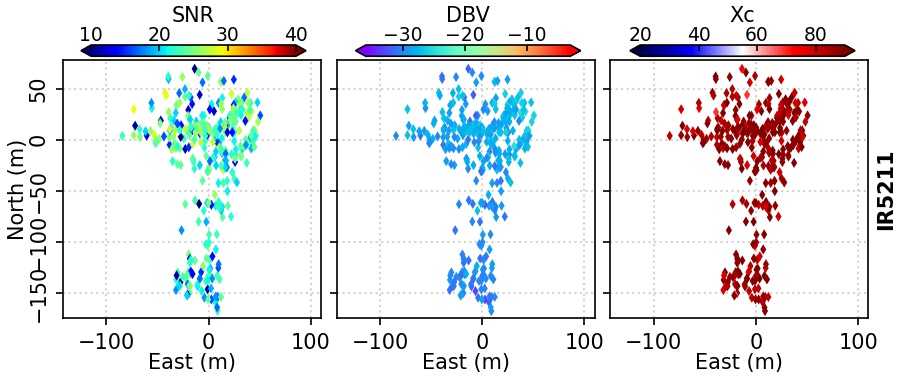 SNR DBV Xc
10 20 30 40 −30 −20 −10 20 40 60 80
50
0
−50
−100
−150
North (m)
IR5211
−100 0 100 −100 0 100 −100 0 100
East (m) East (m) East (m)